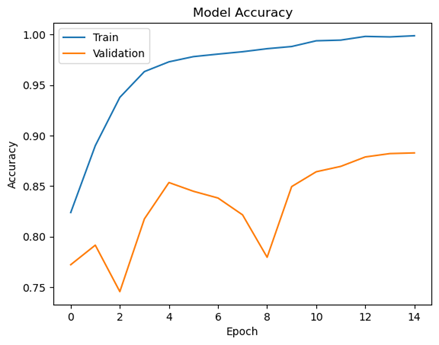 Model Accuracy
1.00
0.95
0.90
0.85
0.80
0.75
Accuracy
Train
Validation
0 2 4 6 8 10 12 14
Epoch